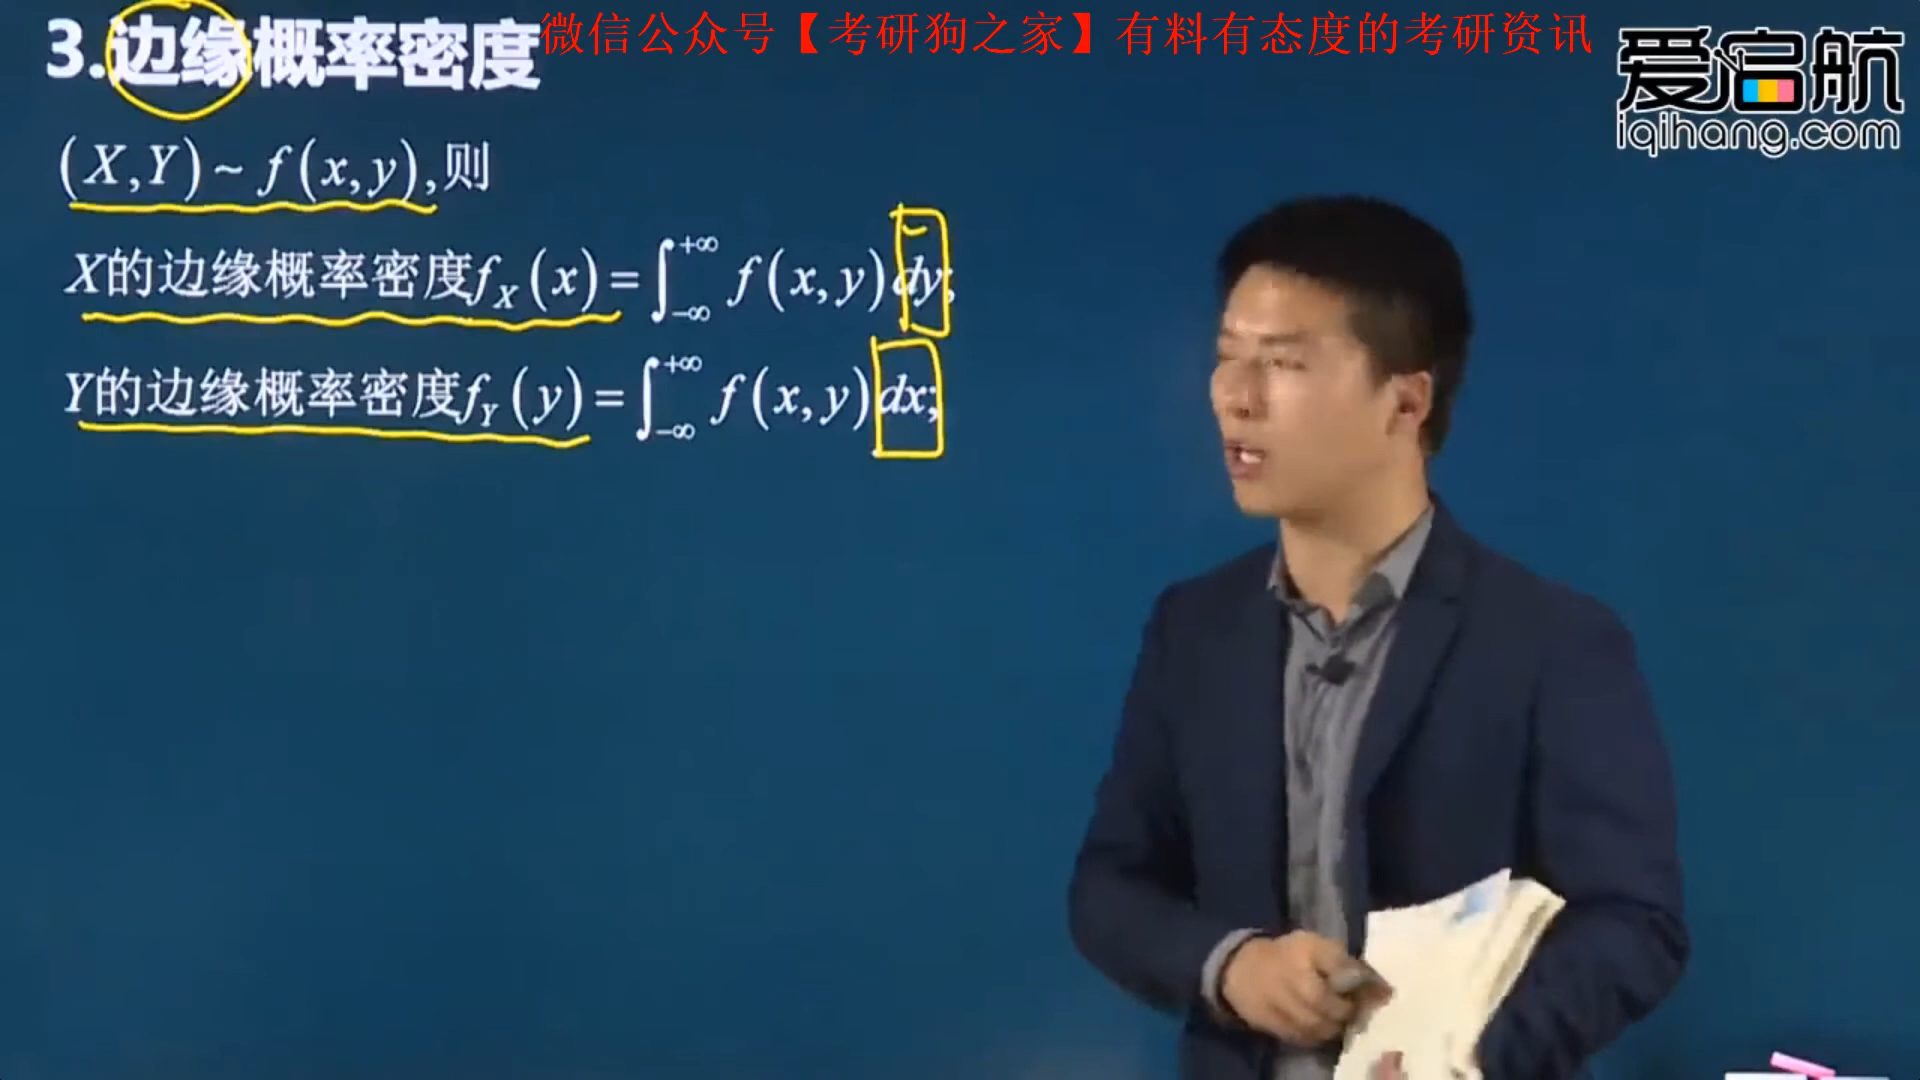 3.边缘概率密度
微信公众号【考研狗之家】有料有态度的考研资讯
爱启航
iqihang.com
(X,Y)~f(x,y),则
X的边缘概率密度f_X(x)=∫_{-∞}^{+∞} f(x,y)dy;
Y的边缘概率密度f_Y(y)=∫_{-∞}^{+∞} f(x,y)dx;